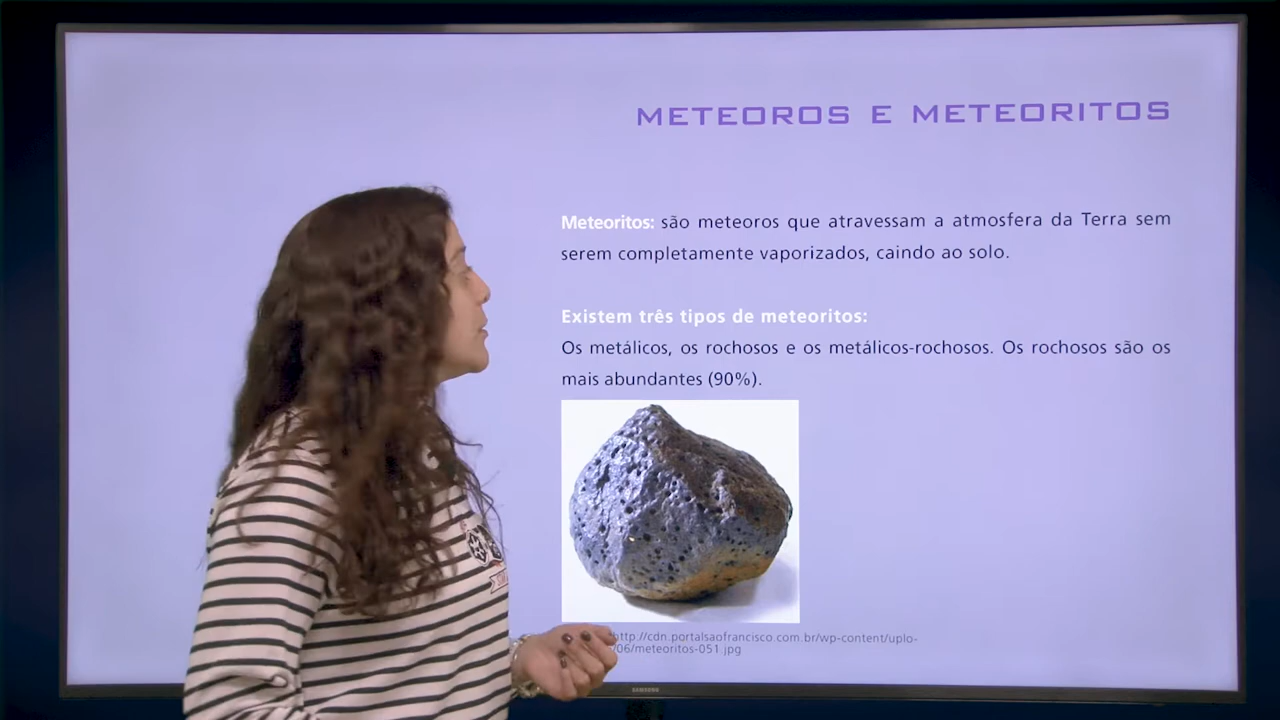 METEOROS E METEORITOS
Meteoritos: são meteoros que atravessam a atmosfera da Terra sem
serem completamente vaporizados, caindo ao solo.
Existem três tipos de meteoritos:
Os metálicos, os rochosos e os metálicos-rochosos. Os rochosos são os
mais abundantes (90%).
http://cdn.portalsaofrancisco.com.br/wp-content/uplo-
/06/meteoritos-051.jpg
SAMSUNG